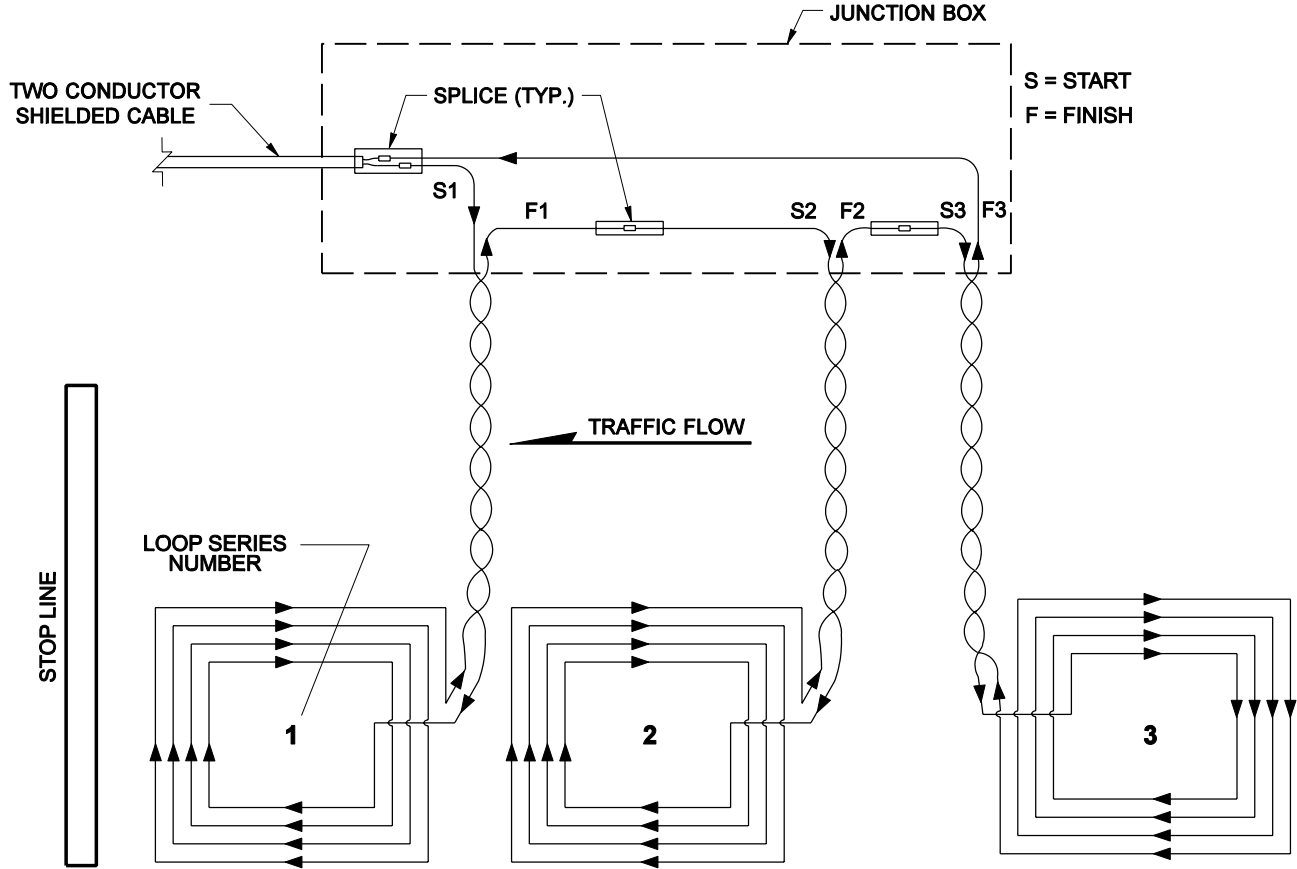 JUNCTION BOX
S = START
F = FINISH
TWO CONDUCTOR
SHIELDED CABLE
SPLICE (TYP.)
S1
F1
S2
F2
S3
F3
TRAFFIC FLOW
LOOP SERIES
NUMBER
STOP LINE
1
2
3